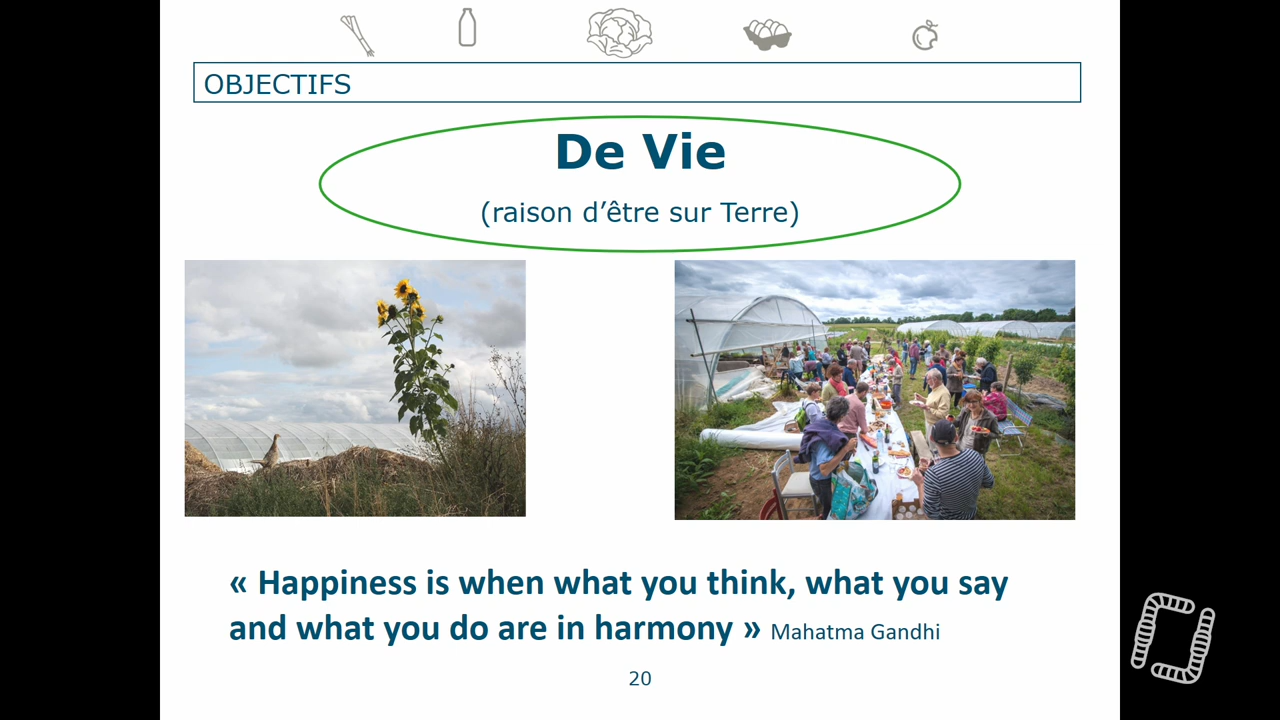 OBJECTIFS
De Vie
(raison d’être sur Terre)
« Happiness is when what you think, what you say
and what you do are in harmony » Mahatma Gandhi
20